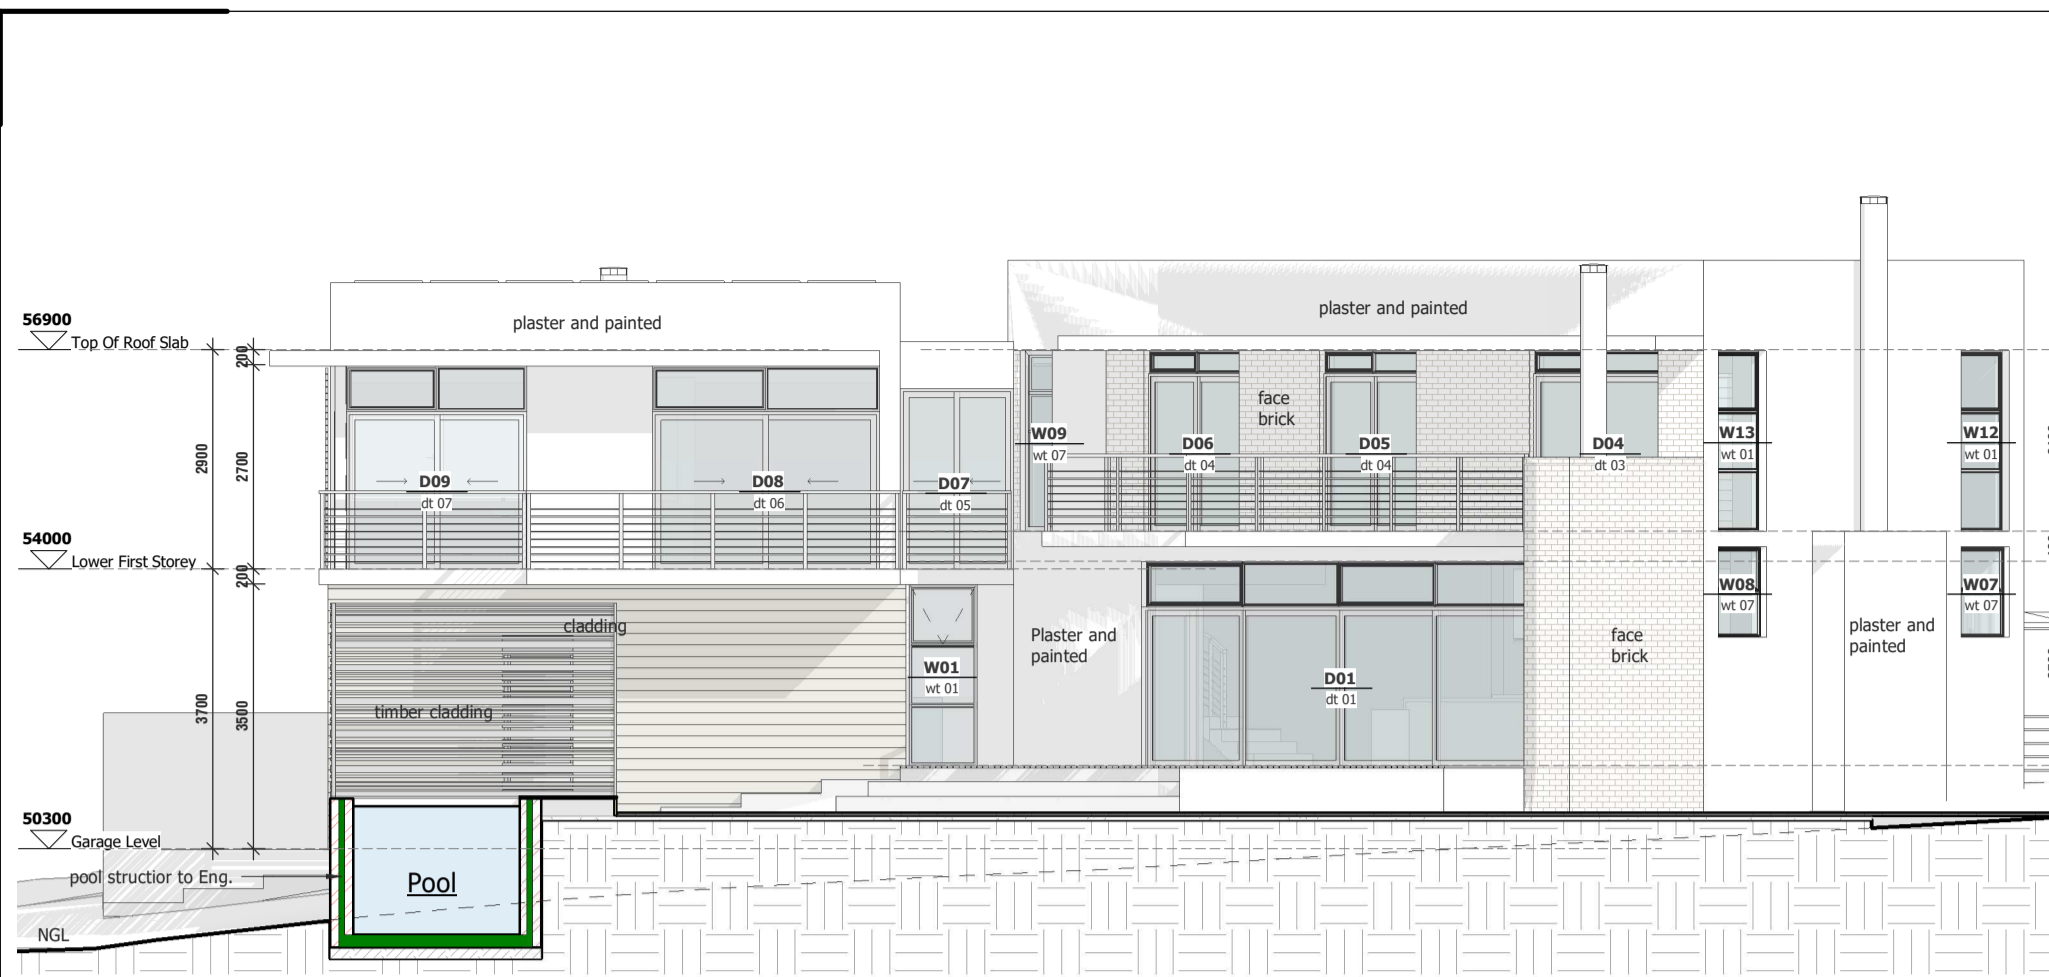 plaster and painted
plaster and painted
56900
Top Of Roof Slab
200
2900
2700
face
brick
D09
dt 07
D08
dt 06
D07
dt 05
W09
wt 07
D06
dt 04
D05
dt 04
D04
dt 03
W13
wt 01
W12
wt 01
54000
Lower First Storey
200
W08
wt 07
W07
wt 07
cladding
W01
wt 01
Plaster and
painted
D01
dt 01
face
brick
plaster and
painted
timber cladding
3700
3500
50300
Garage Level
pool structior to Eng.
Pool
NGL